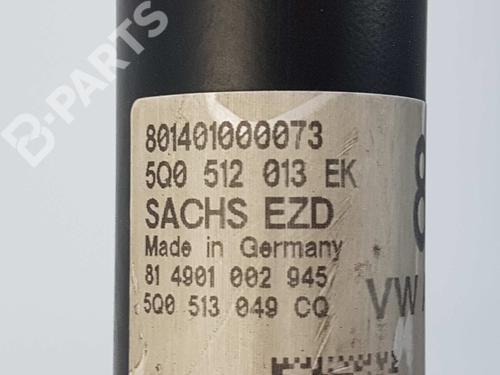 B-PARTS
801401000073
5Q0 512 013 EK
SACHS EZD
Made in Germany
81 4901 002 945
5Q0 513 049 CQ
VW
8